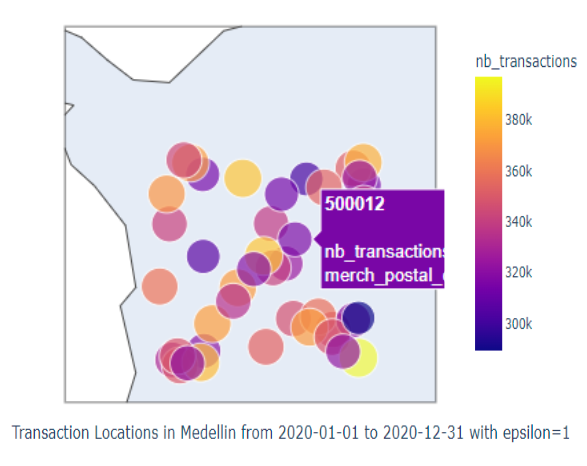 nb_transactions
380k
360k
340k
320k
300k
500012
nb_transactions
merch_postal_
Transaction Locations in Medellin from 2020-01-01 to 2020-12-31 with epsilon=1